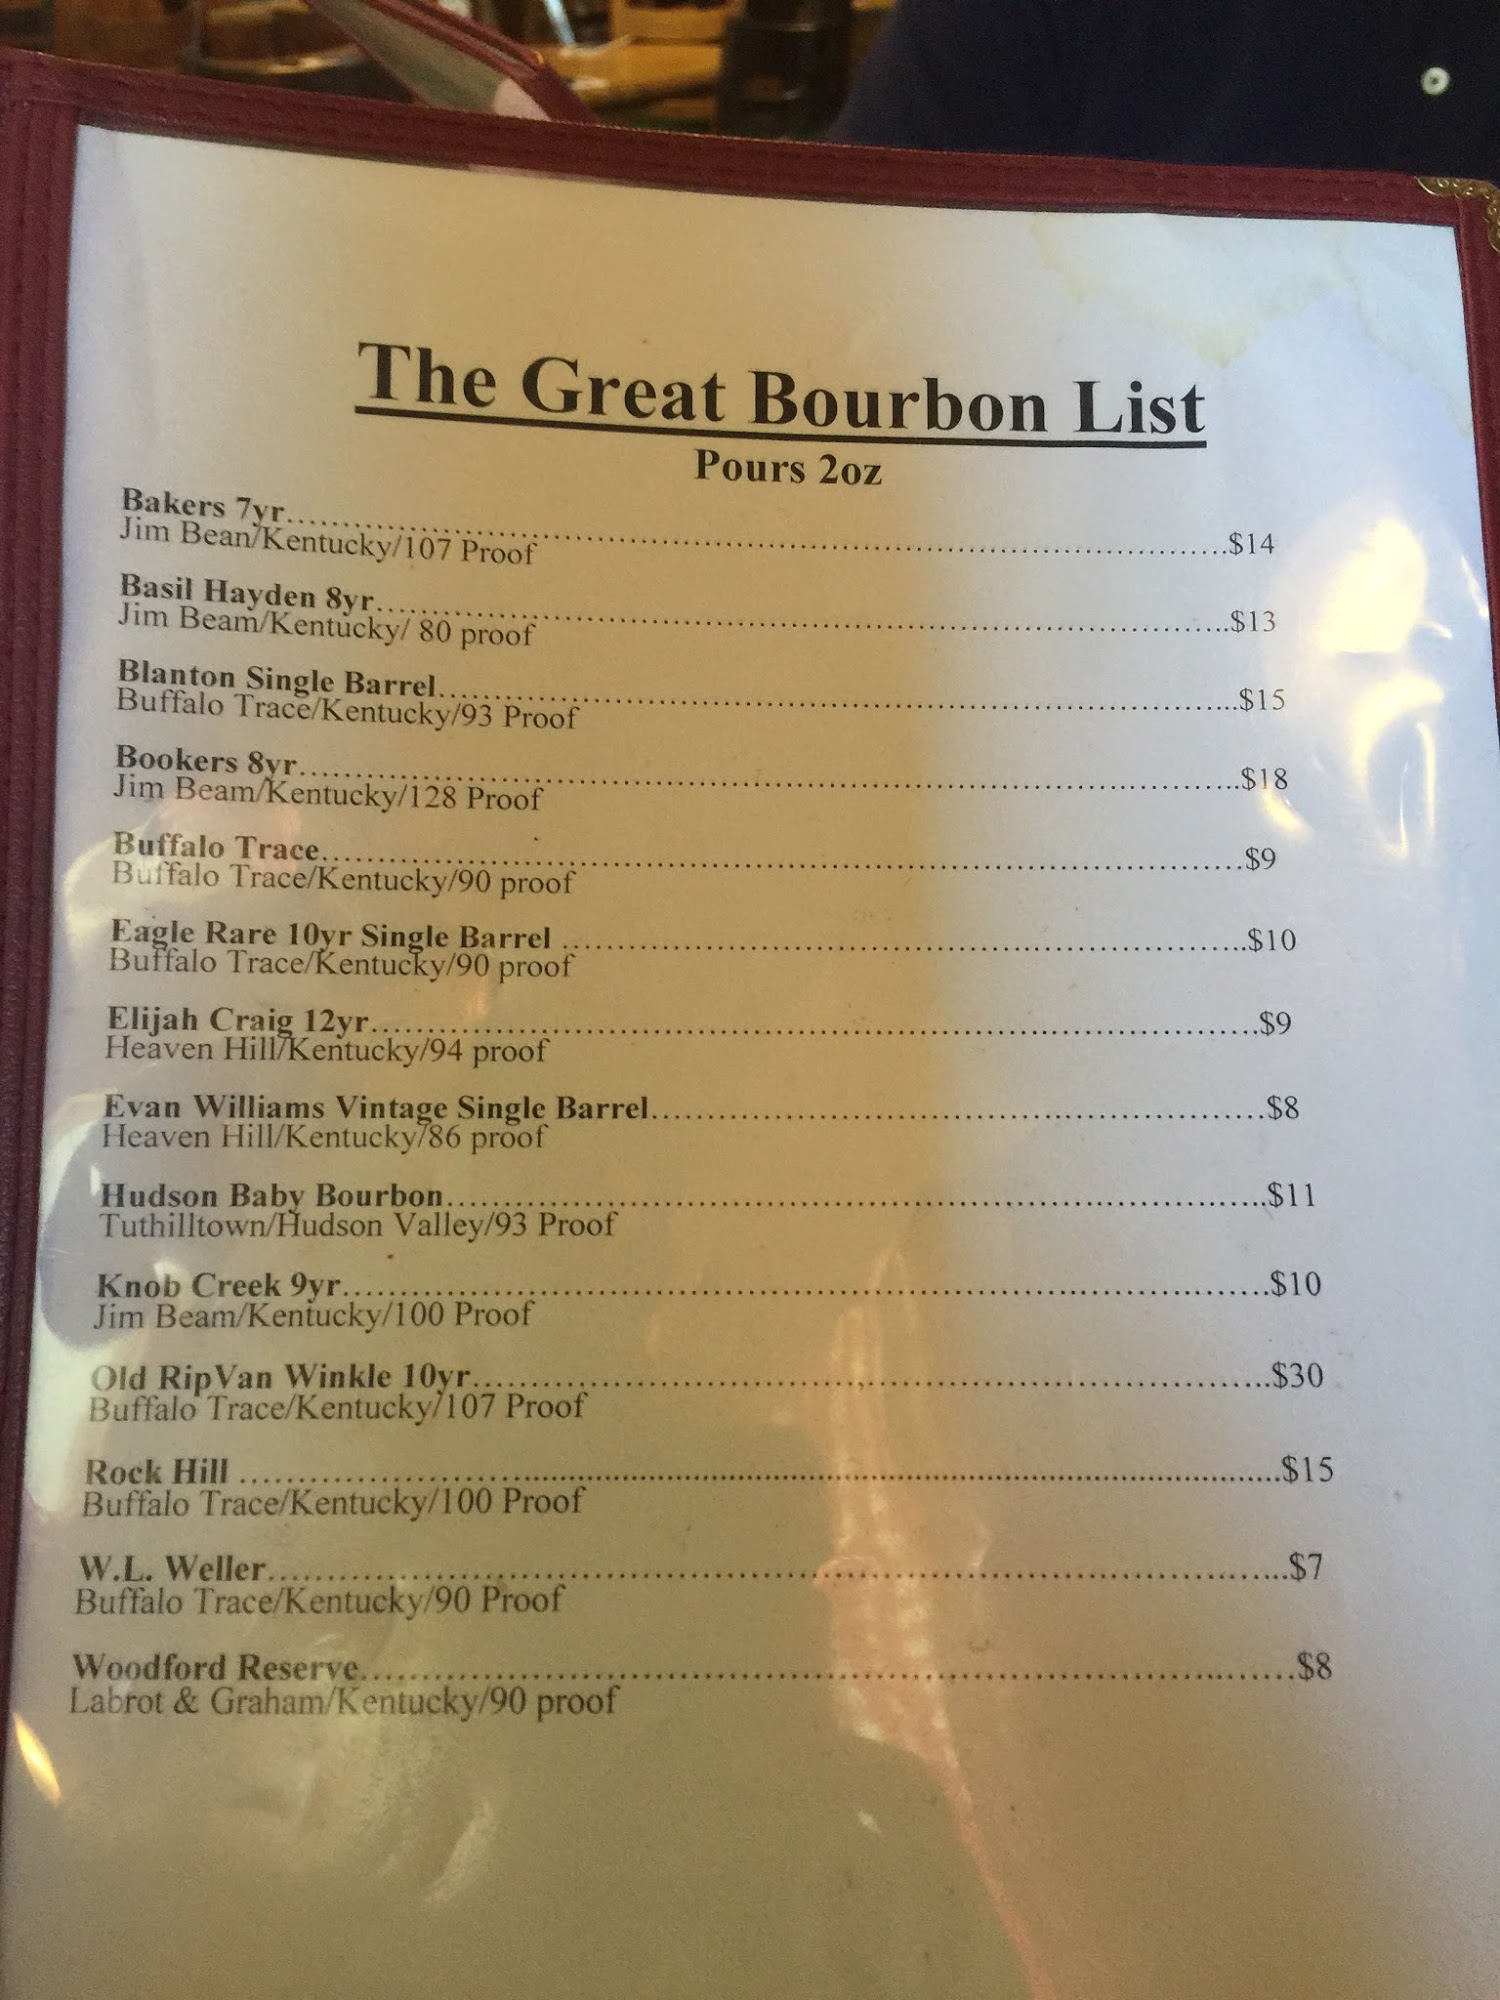 The Great Bourbon List
Pours 2oz
Bakers 7yr..........$14
Jim Bean/Kentucky/107 Proof
Basil Hayden 8yr..........$13
Jim Beam/Kentucky/ 80 proof
Blanton Single Barrel..........$15
Buffalo Trace/Kentucky/93 Proof
Bookers 8yr..........$18
Jim Beam/Kentucky/128 Proof
Buffalo Trace..........$9
Buffalo Trace/Kentucky/90 proof
Eagle Rare 10yr Single Barrel ..........$10
Buffalo Trace/Kentucky/90 proof
Elijah Craig 12yr..........$9
Heaven Hill/Kentucky/94 proof
Evan Williams Vintage Single Barrel..........$8
Heaven Hill/Kentucky/86 proof
Hudson Baby Bourbon..........$11
Tuthilltown/Hudson Valley/93 Proof
Knob Creek 9yr..........$10
Jim Beam/Kentucky/100 Proof
Old RipVan Winkle 10yr..........$30
Buffalo Trace/Kentucky/107 Proof
Rock Hill ..........$15
Buffalo Trace/Kentucky/100 Proof
W.L. Weller..........$7
Buffalo Trace/Kentucky/90 Proof
Woodford Reserve..........$8
Labrot & Graham/Kentucky/90 proof